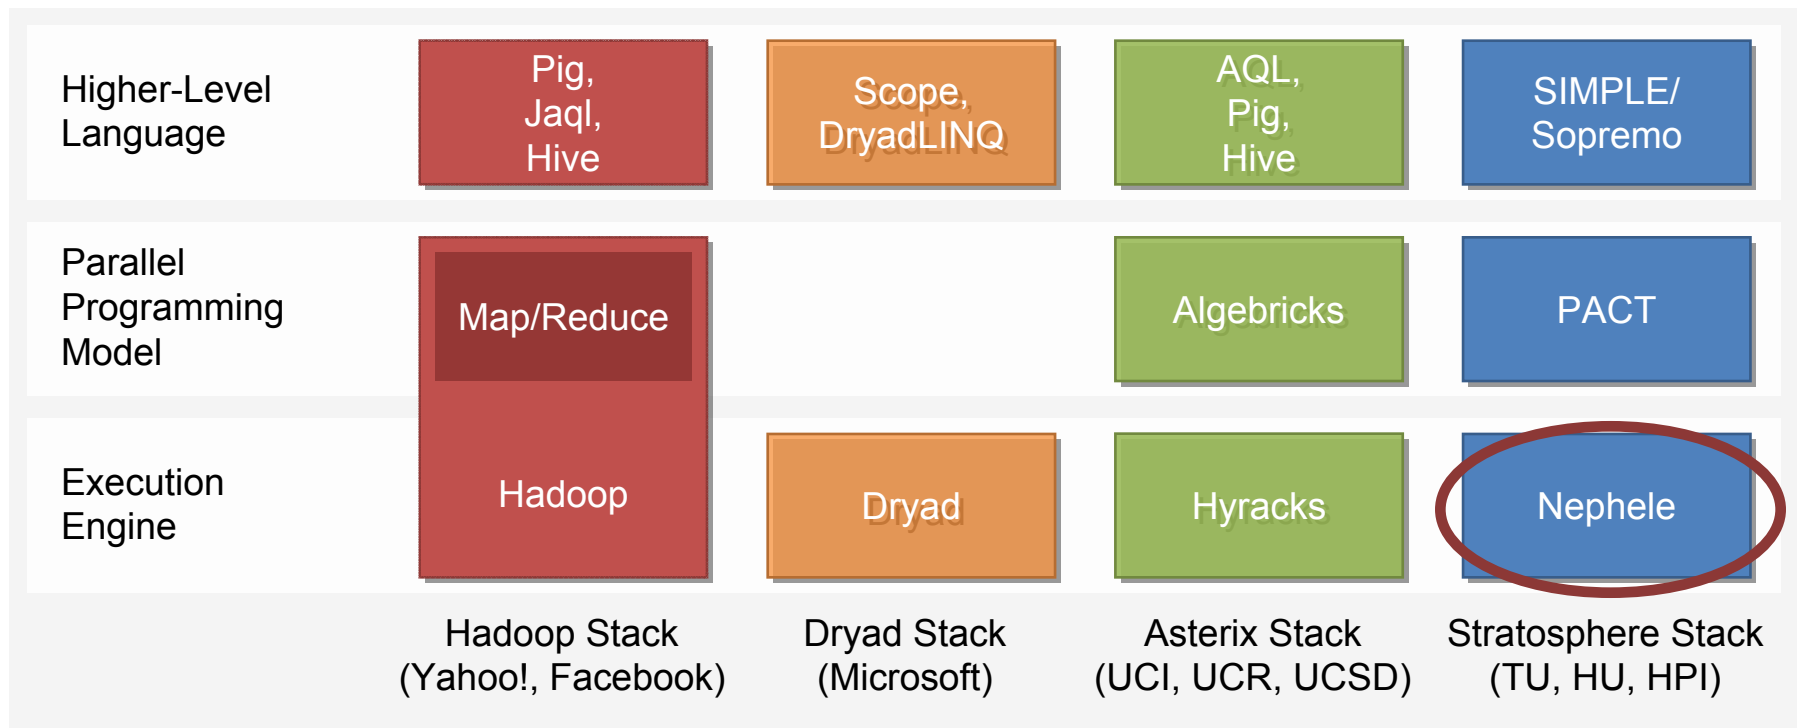 Higher-Level
Language
Pig,
Jaql,
Hive
Scope,
DryadLINQ
AQL,
Pig,
Hive
SIMPLE/
Sopremo
Parallel
Programming
Model
Map/Reduce
Algebricks
PACT
Execution
Engine
Hadoop
Dryad
Hyracks
Nephele
Hadoop Stack
(Yahoo!, Facebook)
Dryad Stack
(Microsoft)
Asterix Stack
(UCI, UCR, UCSD)
Stratosphere Stack
(TU, HU, HPI)